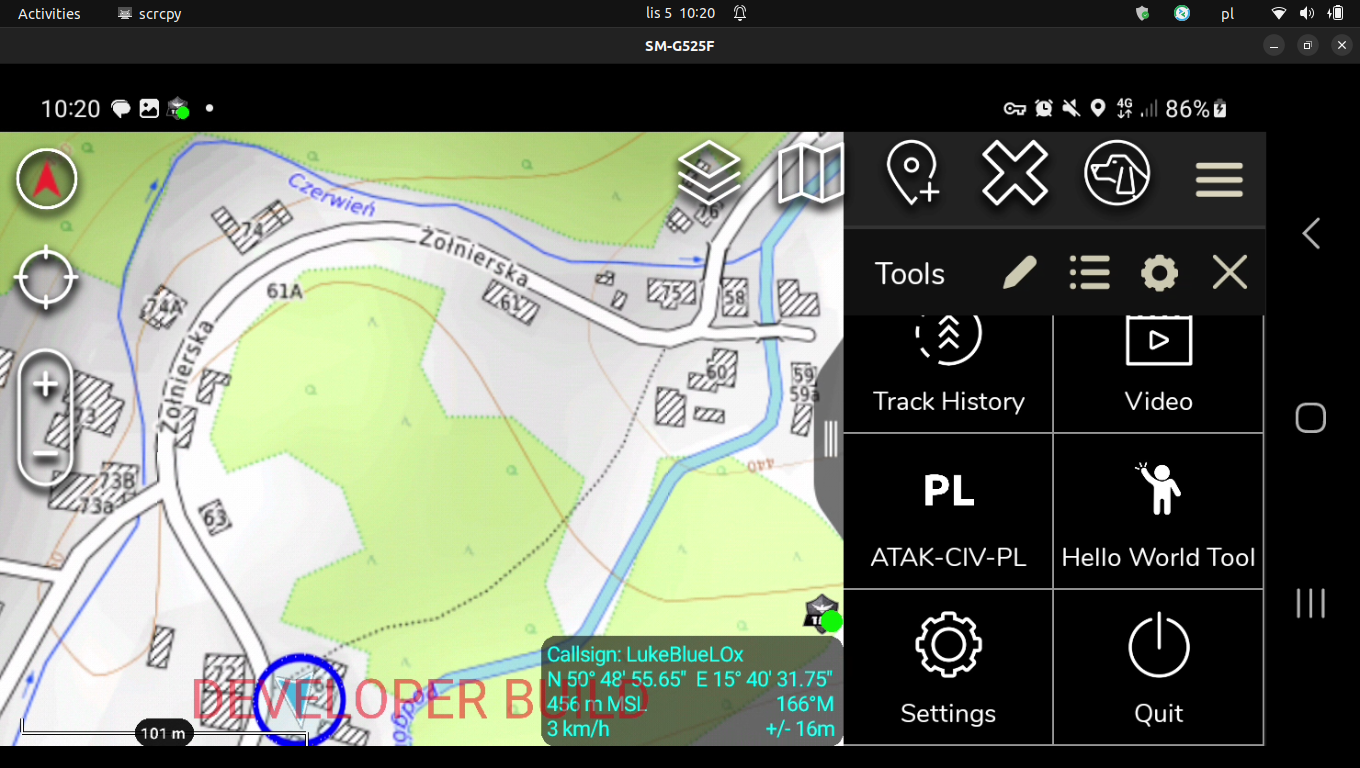 Activities
scrcpy
lis 5 10:20
pl
SM-G525F
10:20
4G
86%
Czerwień
76
74
Żołnierska
61A
61
75
58
74A
Żołnierska
60
59
59a
73
440
73B
73a
63
Tools
Track History
Video
PL
ATAK-CIV-PL
Hello World Tool
Settings
Quit
Callsign: LukeBlueLOx
N 50° 48' 55.65" E 15° 40' 31.75"
456 m MSL
166°M
3 km/h
+/- 16m
DEVELOPER BUILD
101 m